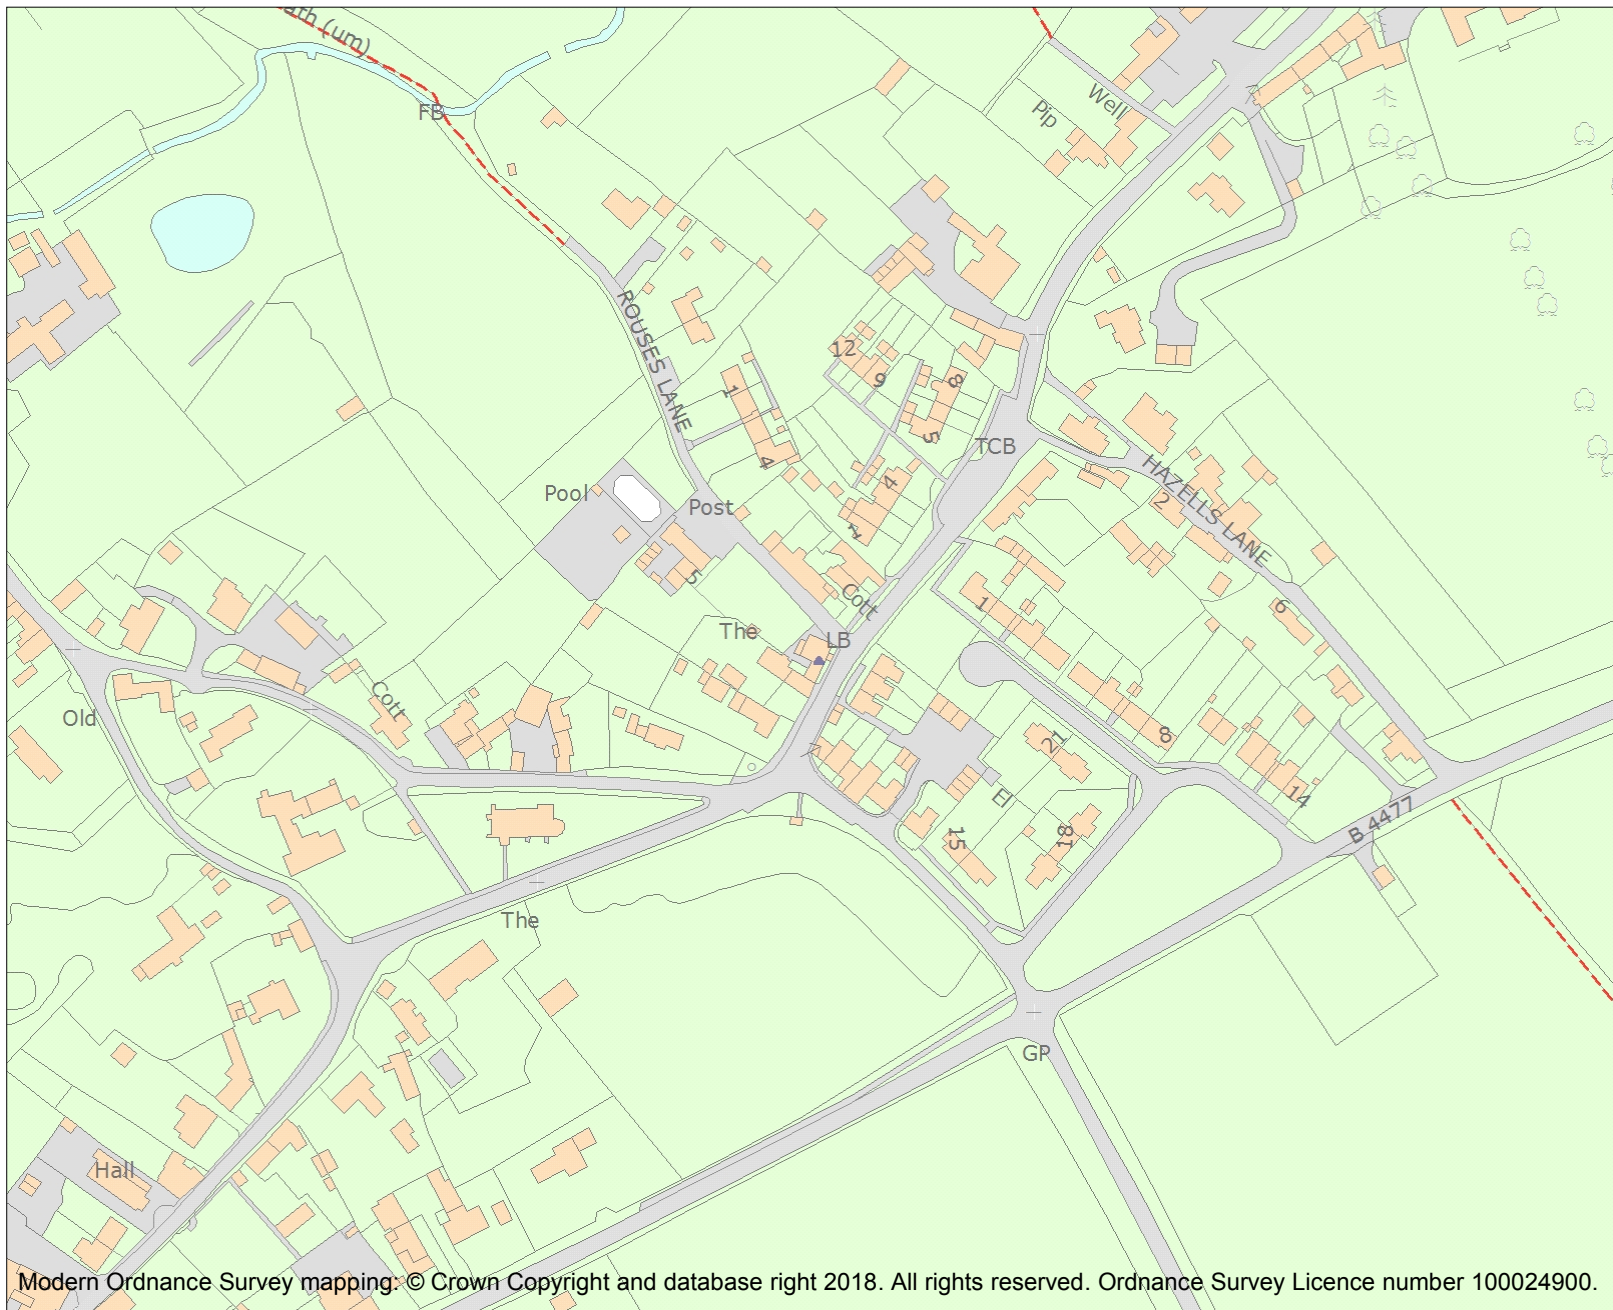 ath (um)
FB
Pip
Well
ROUSES LANE
12
9
8
5
1
4
4
TCB
HAZELLS LANE
2
Pool
Post
5
Cott
1
6
The
LB
Old
Cott
21
8
El
14
15
18
B 4477
The
GP
Hall
Modern Ordnance Survey mapping: © Crown Copyright and database right 2018. All rights reserved. Ordnance Survey Licence number 100024900.